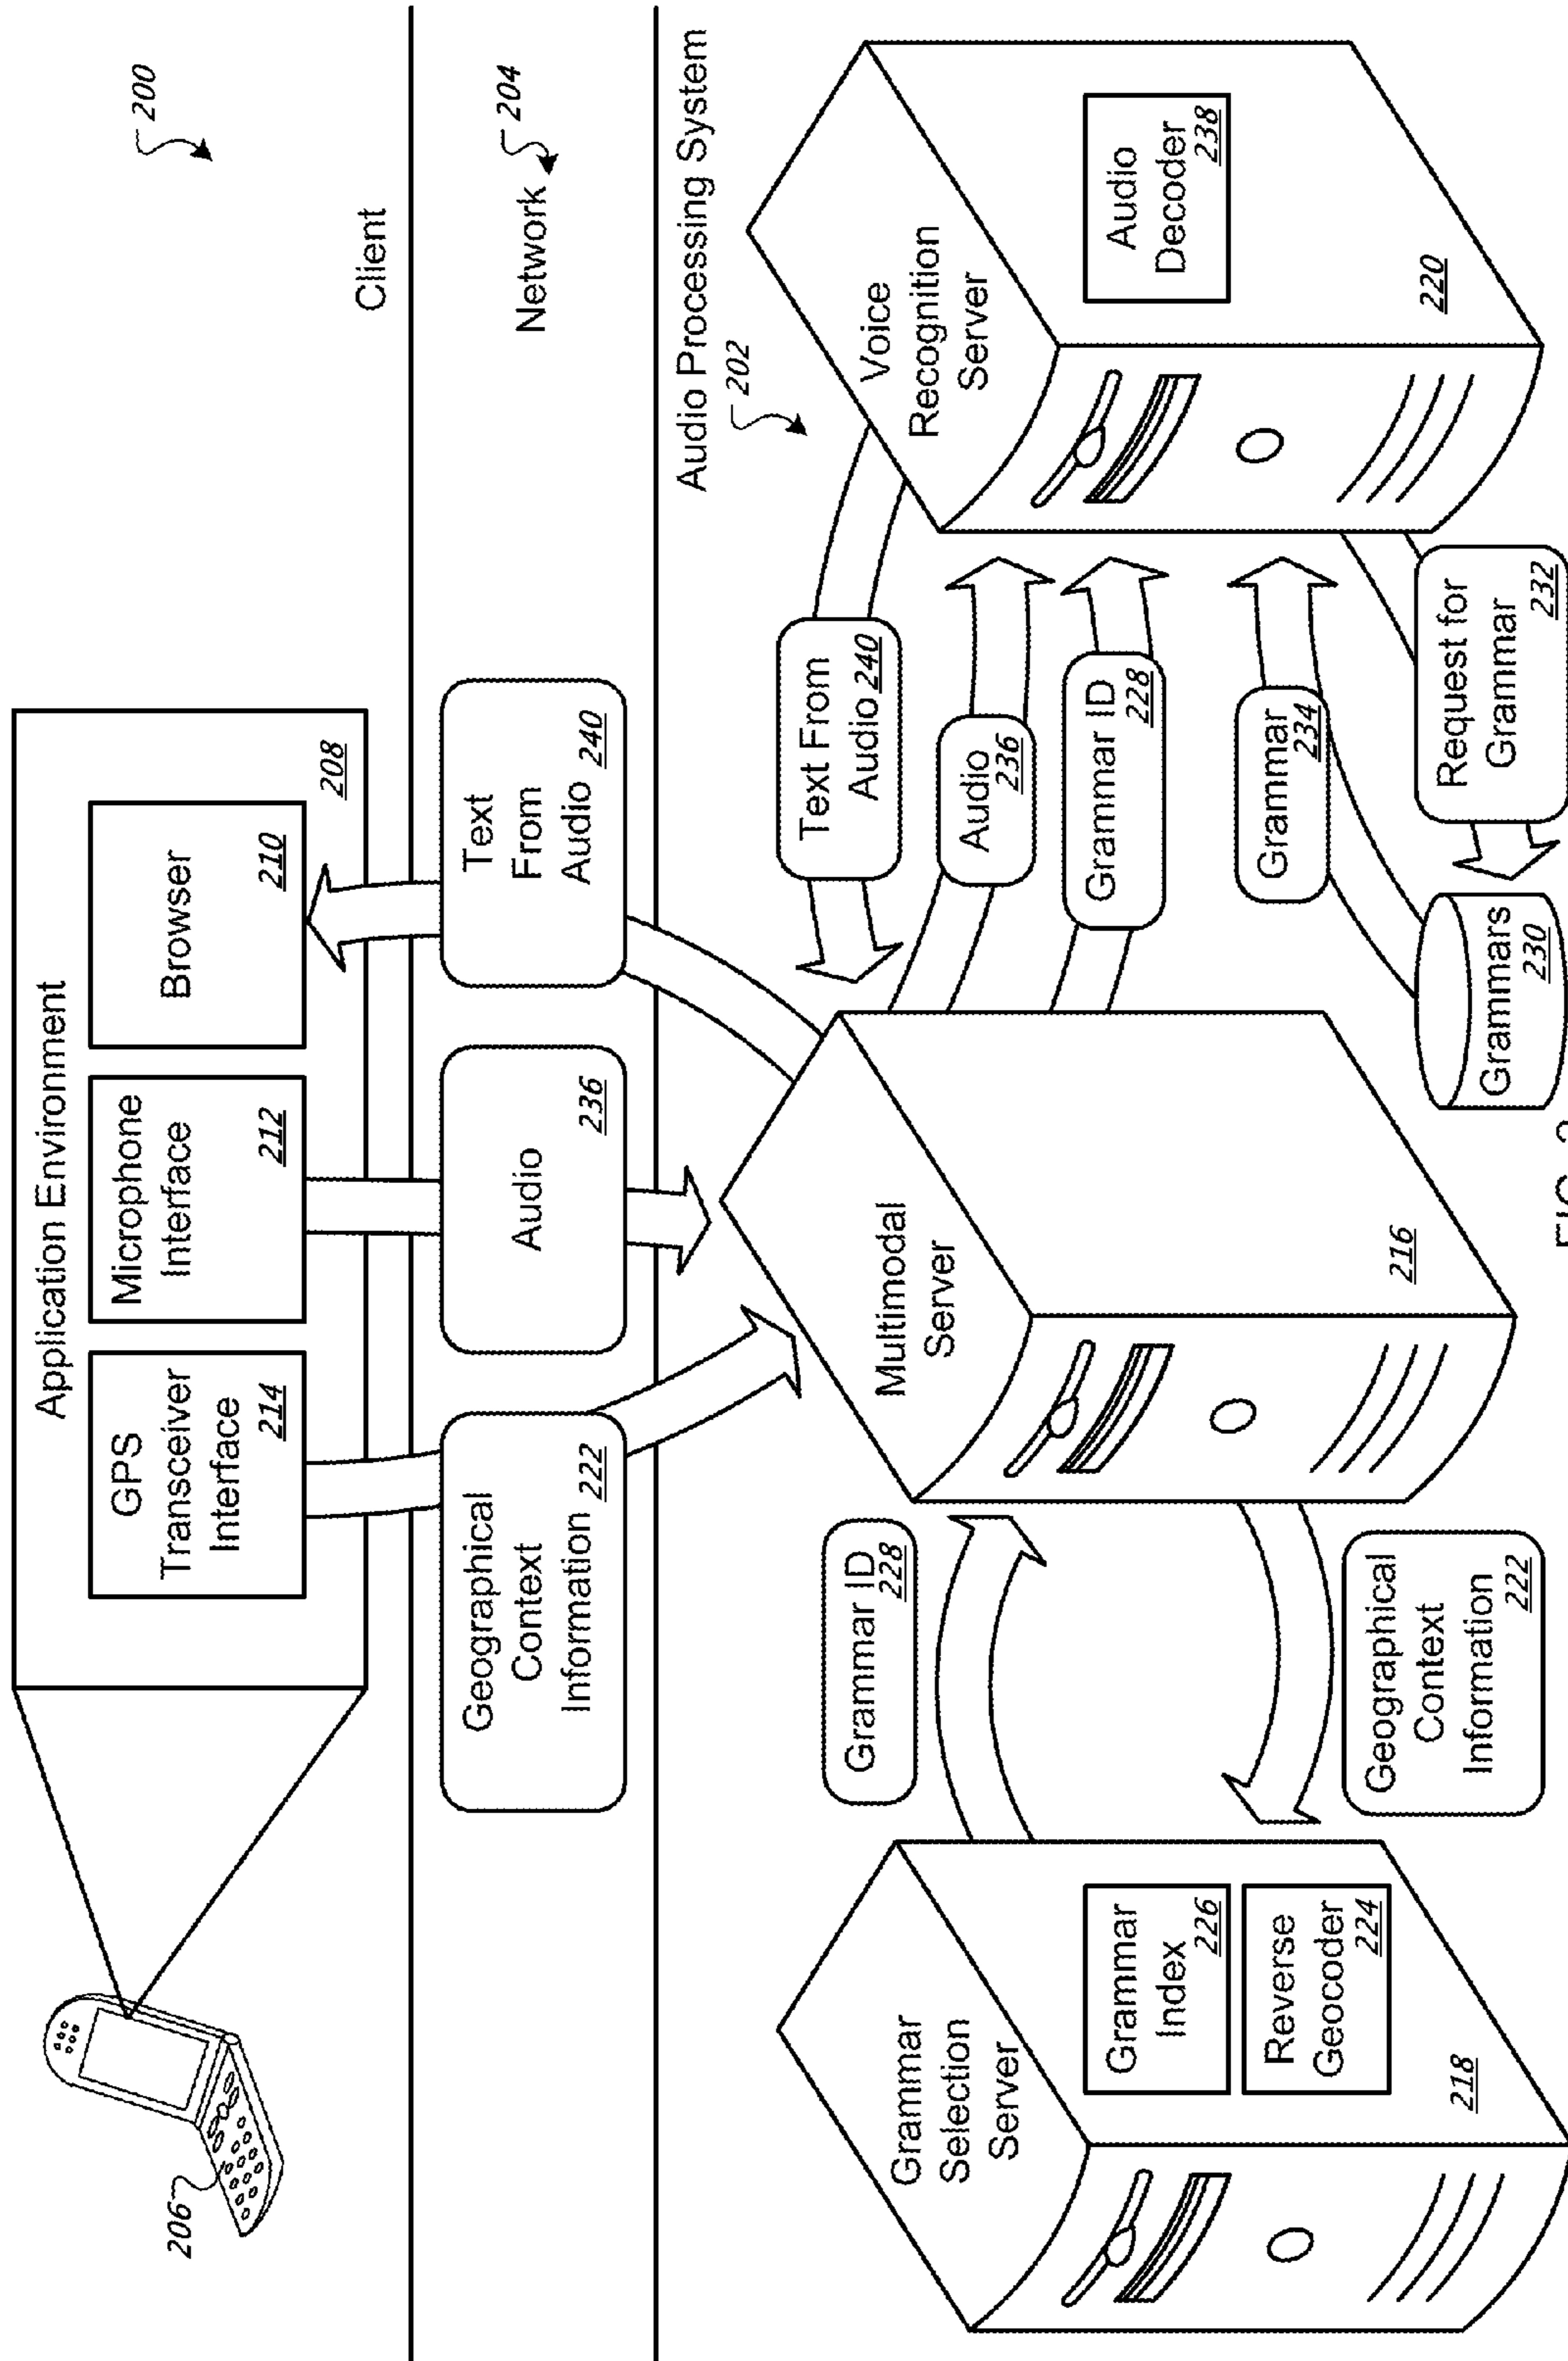 200
Application Environment
GPS
Transceiver
Interface
214
Microphone
Interface
212
Browser
210
208
206
Client
Geographical
Context
Information 222
Audio
236
Text
From
Audio
240
Network
204
Audio Processing System
202
Grammar
Selection
Server
Grammar
Index
226
Reverse
Geocoder
224
218
Grammar ID
228
Geographical
Context
Information
222
Multimodal
Server
216
Text From
Audio 240
Audio
236
Grammar ID
228
Grammar
234
Request for
Grammar
232
Grammars
230
Voice
Recognition
Server
Audio
Decoder
238
220
FIG.